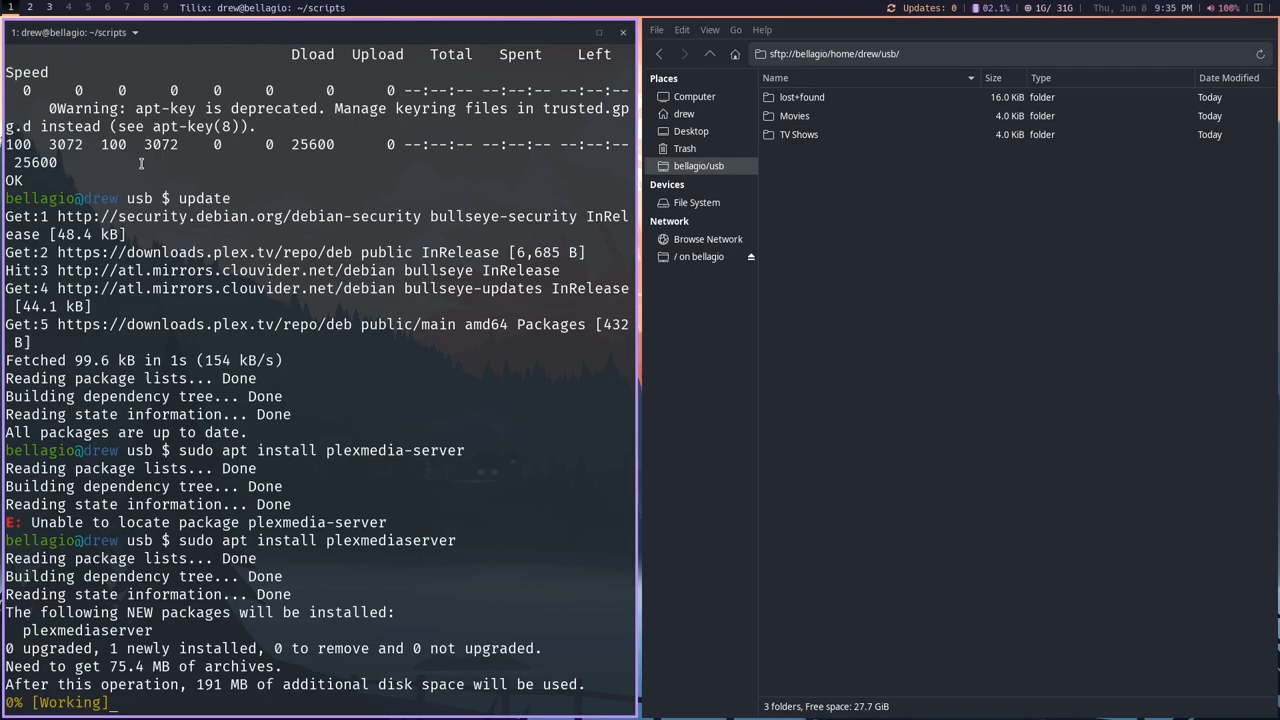 1 2 3 4 5 6 7 8 9 Tilix: drew@bellagio: ~/scripts Updates: 0 02.1% 1G/ 31G Thu, Jun 8 9:35 PM 100%
1: drew@bellagio: ~/scripts
Dload Upload Total Spent Left
Speed
0 0 0 0 0 0 0 0 --:--:-- --:--:-- --:--:--
0Warning: apt-key is deprecated. Manage keyring files in trusted.gp
g.d instead (see apt-key(8)).
100 3072 100 3072 0 0 25600 0 --:--:-- --:--:-- --:--:--
25600
OK
bellagio@drew usb $ update
Get:1 http://security.debian.org/debian-security bullseye-security InRel
ease [48.4 kB]
Get:2 https://downloads.plex.tv/repo/deb public InRelease [6,685 B]
Hit:3 http://atl.mirrors.clouvider.net/debian bullseye InRelease
Get:4 http://atl.mirrors.clouvider.net/debian bullseye-updates InRelease
[44.1 kB]
Get:5 https://downloads.plex.tv/repo/deb public/main amd64 Packages [432
B]
Fetched 99.6 kB in 1s (154 kB/s)
Reading package lists... Done
Building dependency tree... Done
Reading state information... Done
All packages are up to date.
bellagio@drew usb $ sudo apt install plexmedia-server
Reading package lists... Done
Building dependency tree... Done
Reading state information... Done
E: Unable to locate package plexmedia-server
bellagio@drew usb $ sudo apt install plexmediaserver
Reading package lists... Done
Building dependency tree... Done
Reading state information... Done
The following NEW packages will be installed:
plexmediaserver
0 upgraded, 1 newly installed, 0 to remove and 0 not upgraded.
Need to get 75.4 MB of archives.
After this operation, 191 MB of additional disk space will be used.
0% [Working]_
File Edit View Go Help
sftp://bellagio/home/drew/usb/
Places
Computer
drew
Desktop
Trash
bellagio/usb
Devices
File System
Network
Browse Network
/ on bellagio
Name Size Type Date Modified
lost+found 16.0 KiB folder Today
Movies 4.0 KiB folder Today
TV Shows 4.0 KiB folder Today
3 folders, Free space: 27.7 GiB